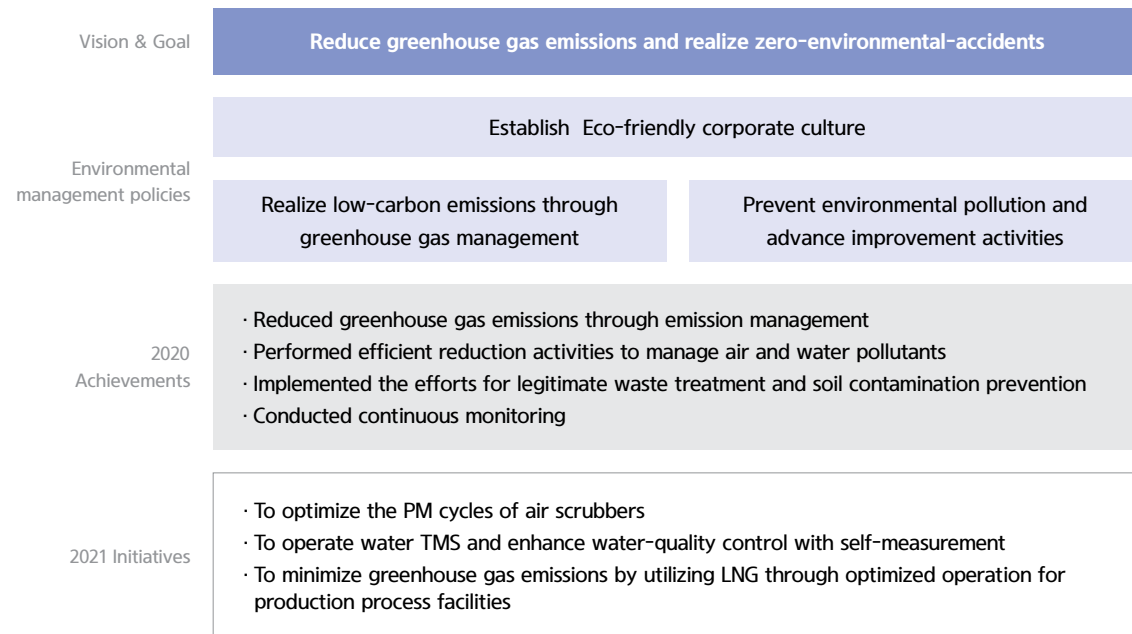 Vision & Goal
Reduce greenhouse gas emissions and realize zero-environmental-accidents
Environmental
management policies
Establish Eco-friendly corporate culture
Realize low-carbon emissions through
greenhouse gas management
Prevent environmental pollution and
advance improvement activities
2020
Achievements
· Reduced greenhouse gas emissions through emission management
· Performed efficient reduction activities to manage air and water pollutants
· Implemented the efforts for legitimate waste treatment and soil contamination prevention
· Conducted continuous monitoring
2021 Initiatives
· To optimize the PM cycles of air scrubbers
· To operate water TMS and enhance water-quality control with self-measurement
· To minimize greenhouse gas emissions by utilizing LNG through optimized operation for
production process facilities